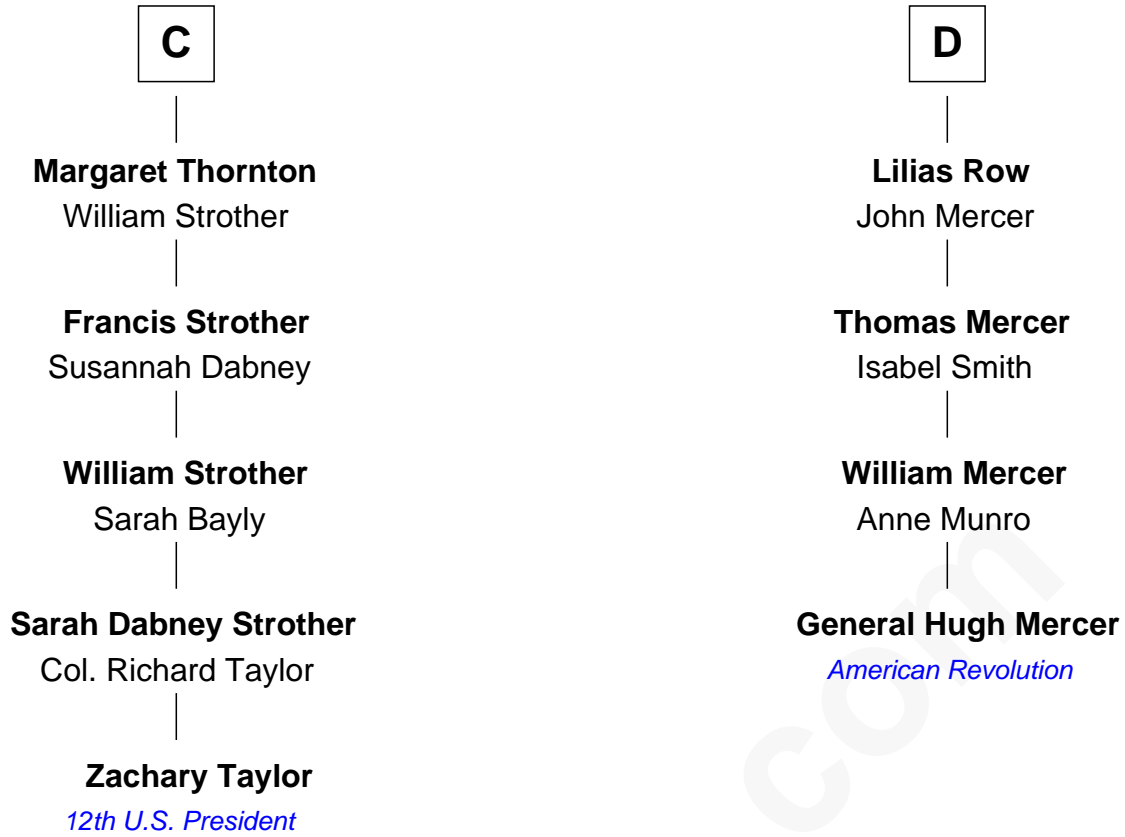 C
Margaret Thornton
William Strother
Francis Strother
Susannah Dabney
William Strother
Sarah Bayly
Sarah Dabney Strother
Col. Richard Taylor
Zachary Taylor
12th U.S. President
D
Lilias Row
John Mercer
Thomas Mercer
Isabel Smith
William Mercer
Anne Munro
General Hugh Mercer
American Revolution
com